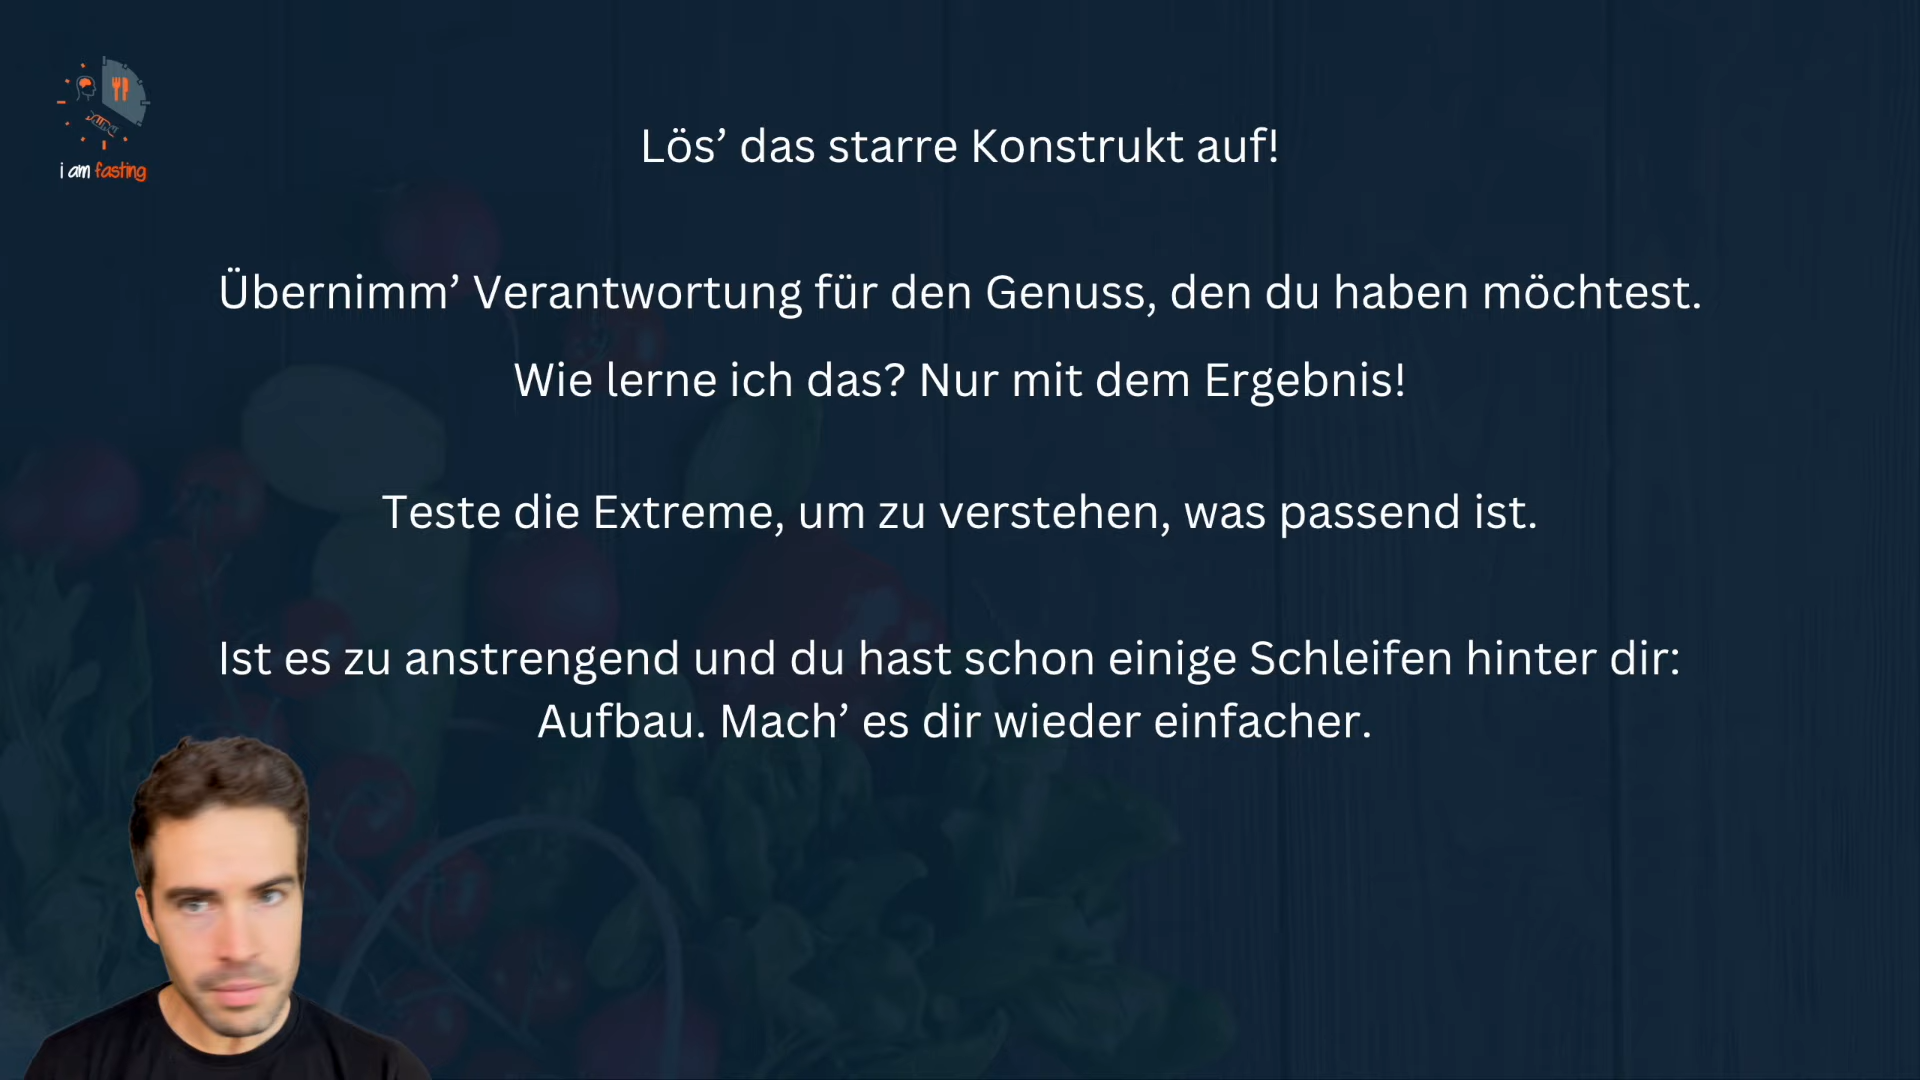 i am fasting
Lös’ das starre Konstrukt auf!
Übernimm’ Verantwortung für den Genuss, den du haben möchtest.
Wie lerne ich das? Nur mit dem Ergebnis!
Teste die Extreme, um zu verstehen, was passend ist.
Ist es zu anstrengend und du hast schon einige Schleifen hinter dir:
Aufbau. Mach’ es dir wieder einfacher.